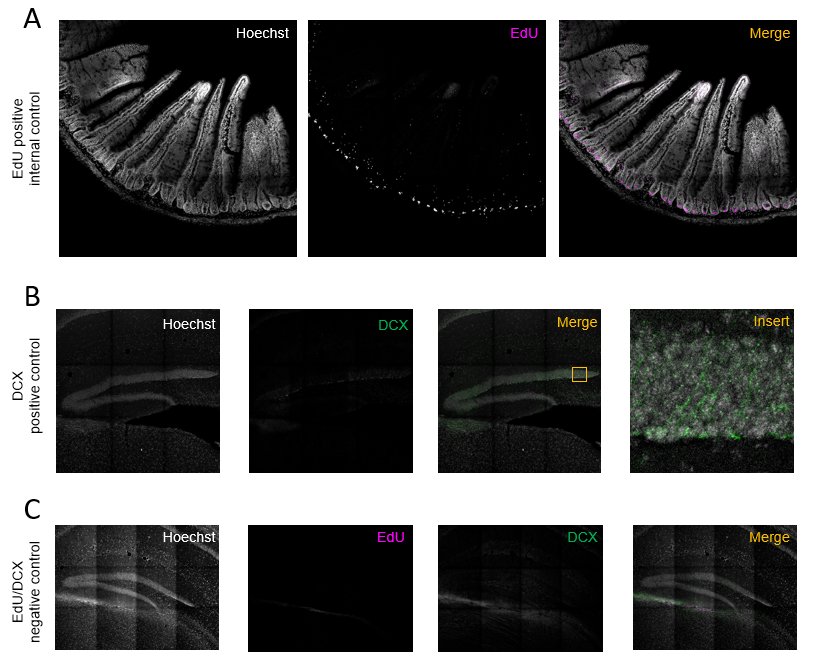 A
EdU positive
internal control
Hoechst
EdU
Merge
B
DCX
positive control
Hoechst
DCX
Merge
Insert
C
EdU/DCX
negative control
Hoechst
EdU
DCX
Merge